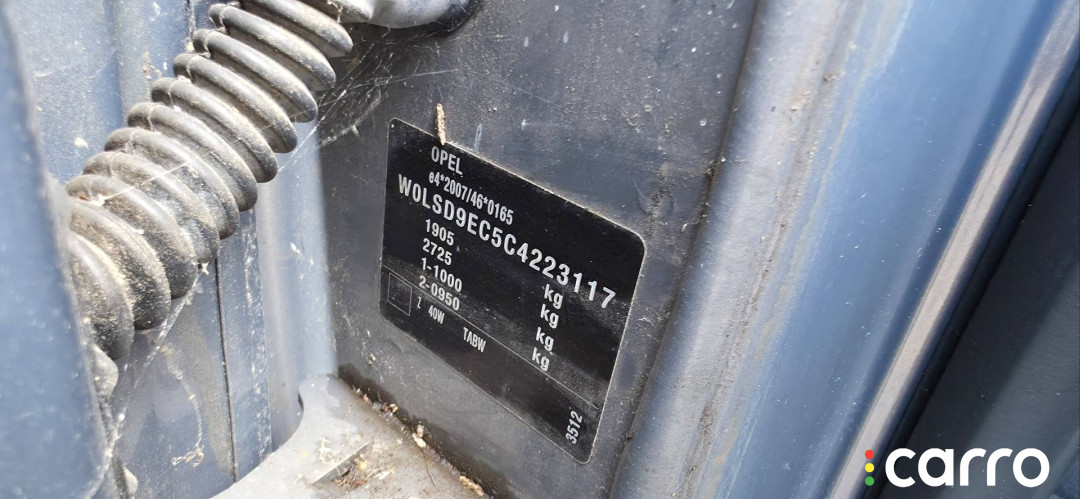 OPEL
e4*2007/46*0165
W0LSD9EC5C4223117
1905 kg
2725 kg
1-1000 kg
2-0950 kg
Z 40W TABW
3512
carro